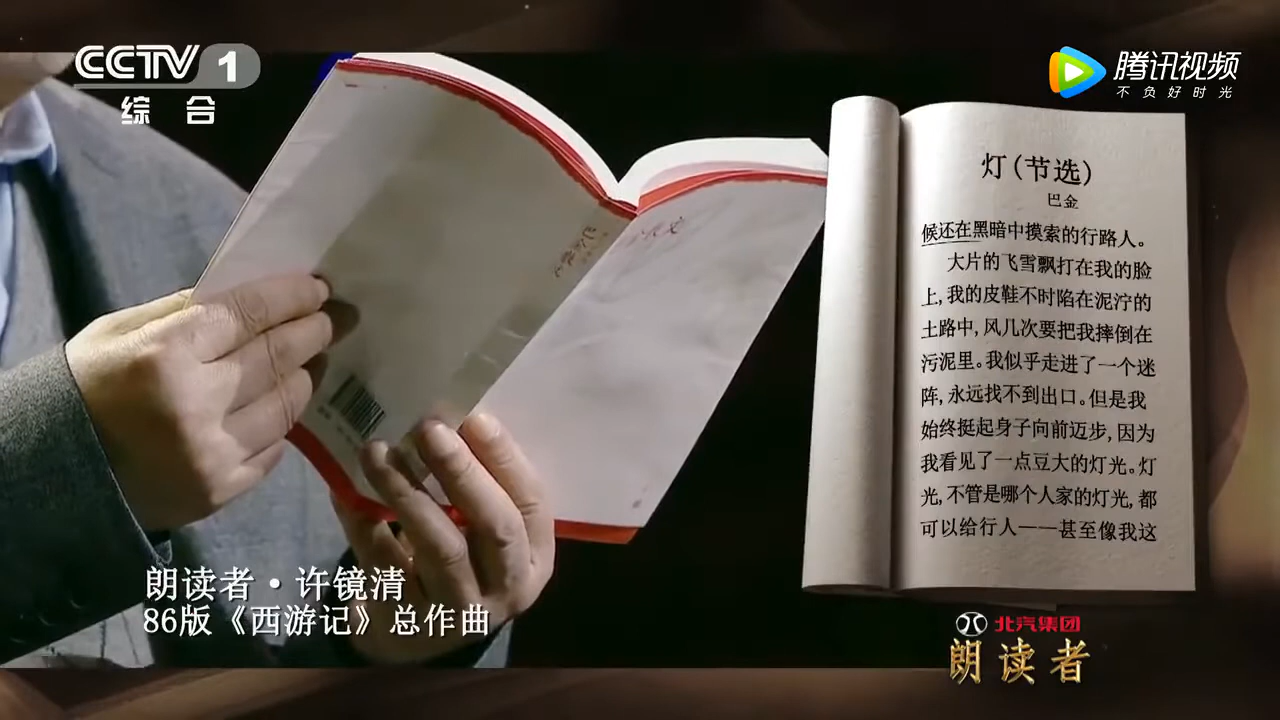 CCTV 1
综合
腾讯视频
不负好时光
灯(节选)
巴金
候还在黑暗中摸索的行路人。
大片的飞雪飘打在我的脸
上,我的皮鞋不时陷在泥泞的
土路中,风几次要把我摔倒在
污泥里。我似乎走进了一个迷
阵,永远找不到出口。但是我
始终挺起身子向前迈步,因为
我看见了一点豆大的灯光。灯
光,不管是哪个人家的灯光,都
可以给行人——甚至像我这
朗读者·许镜清
86版《西游记》总作曲
北汽集团
朗读者